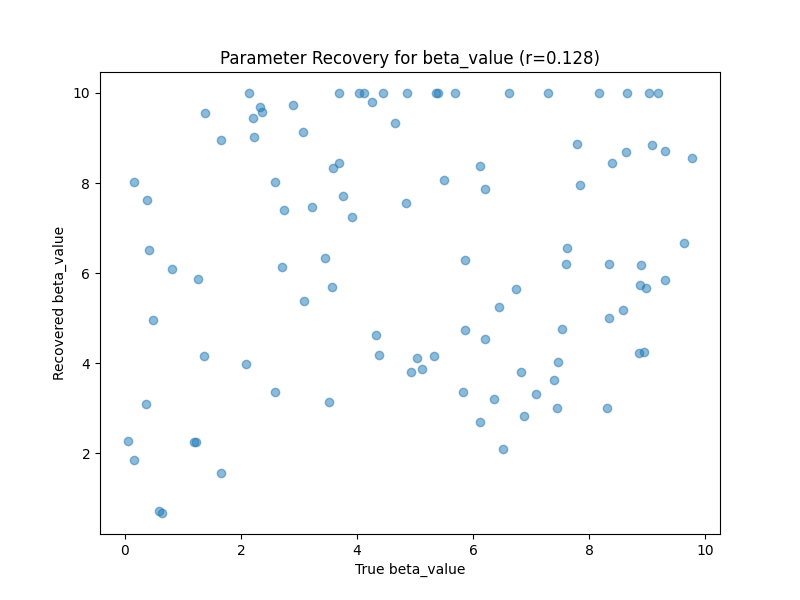 Parameter Recovery for beta_value (r=0.128)
10
8
6
4
2
Recovered beta_value
0 2 4 6 8 10
True beta_value